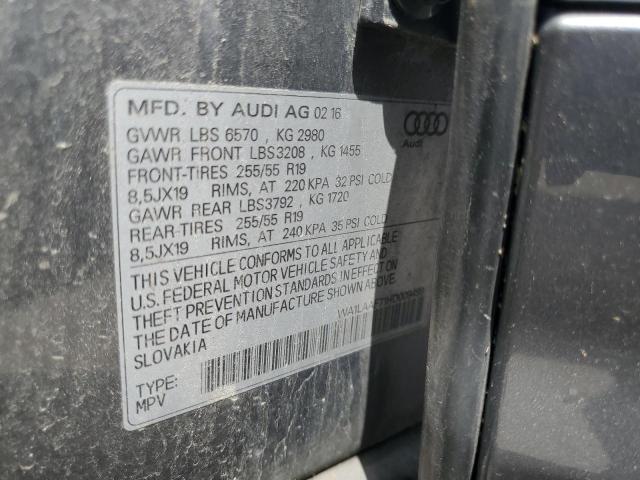 MFD. BY AUDI AG 02 16
Audi
GVWR LBS 6570 , KG 2980
GAWR FRONT LBS3208 , KG 1455
FRONT-TIRES 255/55 R19
8,5JX19 RIMS, AT 220 KPA 32 PSI COLD
GAWR REAR LBS3792 , KG 1720
REAR-TIRES 255/55 R19
8,5JX19 RIMS, AT 240 KPA 35 PSI COLD
THIS VEHICLE CONFORMS TO ALL APPLICABLE
U.S. FEDERAL MOTOR VEHICLE SAFETY AND
THEFT PREVENTION STANDARDS IN EFFECT ON
THE DATE OF MANUFACTURE SHOWN ABOVE.
SLOVAKIA
TYPE:
MPV